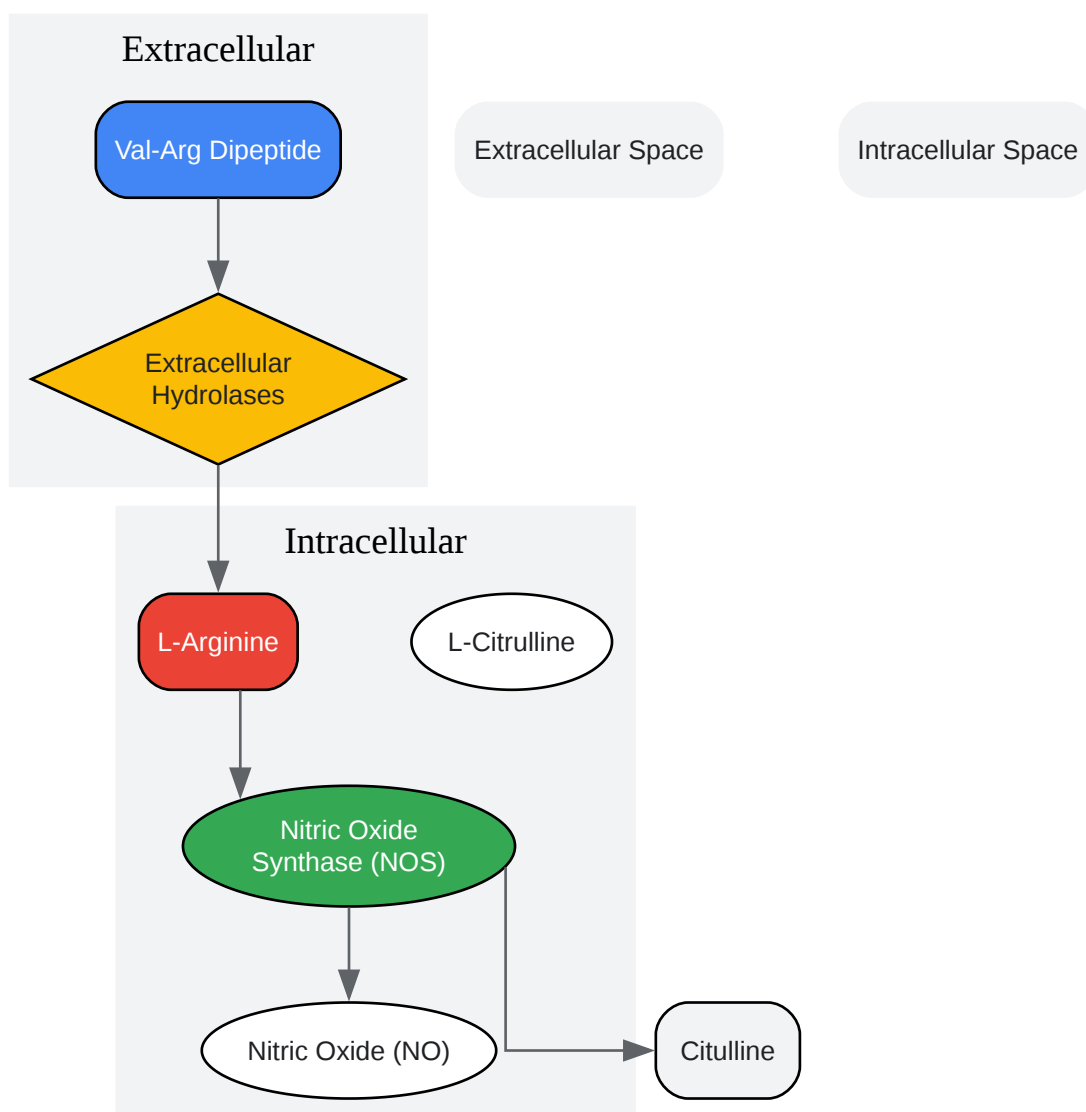 Extracellular
Val-Arg Dipeptide
Extracellular Space
Intracellular Space
Extracellular
Hydrolases
Intracellular
L-Arginine
L-Citrulline
Nitric Oxide
Synthase (NOS)
Nitric Oxide (NO)
Citulline